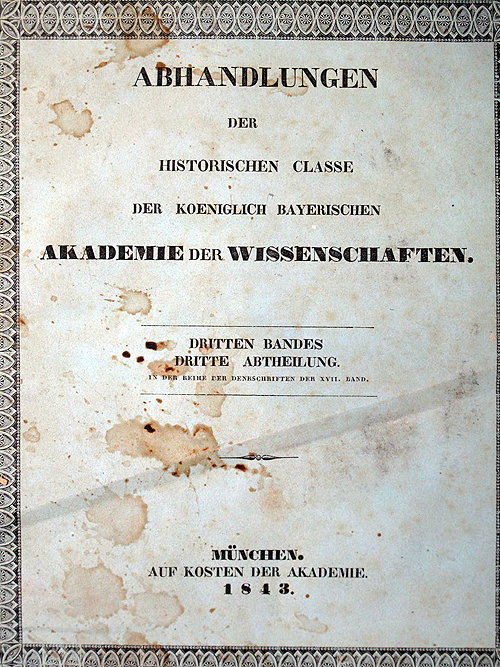 ABHANDLUNGEN
DER
HISTORISCHEN CLASSE
DER KOENIGLICH BAYERISCHEN
AKADEMIE DER WISSENSCHAFTEN.
DRITTEN BANDES
DRITTE ABTHEILUNG.
IN DER REIHE DER DENKSCHRIFTEN DER XVII. BAND.
MÜNCHEN.
AUF KOSTEN DER AKADEMIE.
1843.